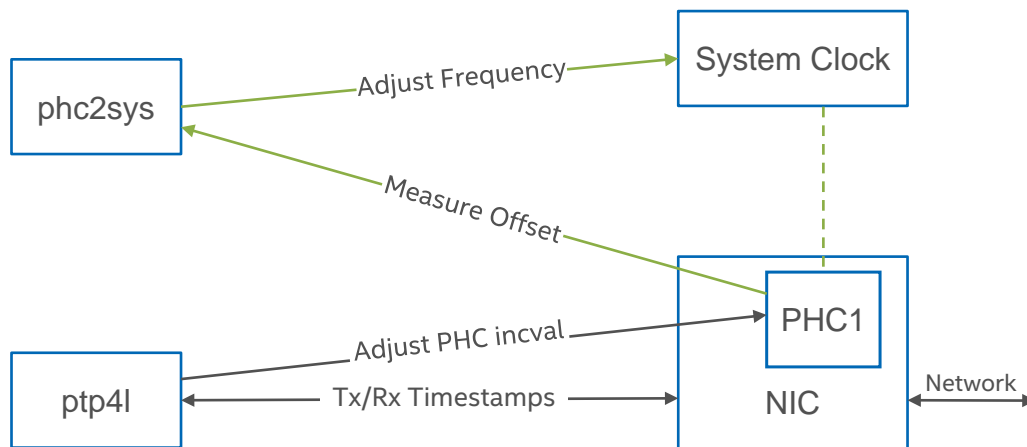 phc2sys
Adjust Frequency
System Clock
Measure Offset
PHC1
Adjust PHC incval
ptp4l
Tx/Rx Timestamps
NIC
Network